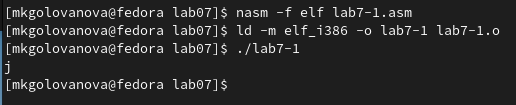 [mkgolovanova@fedora lab07]$ nasm -f elf lab7-1.asm
[mkgolovanova@fedora lab07]$ ld -m elf_i386 -o lab7-1 lab7-1.o
[mkgolovanova@fedora lab07]$ ./lab7-1
j
[mkgolovanova@fedora lab07]$